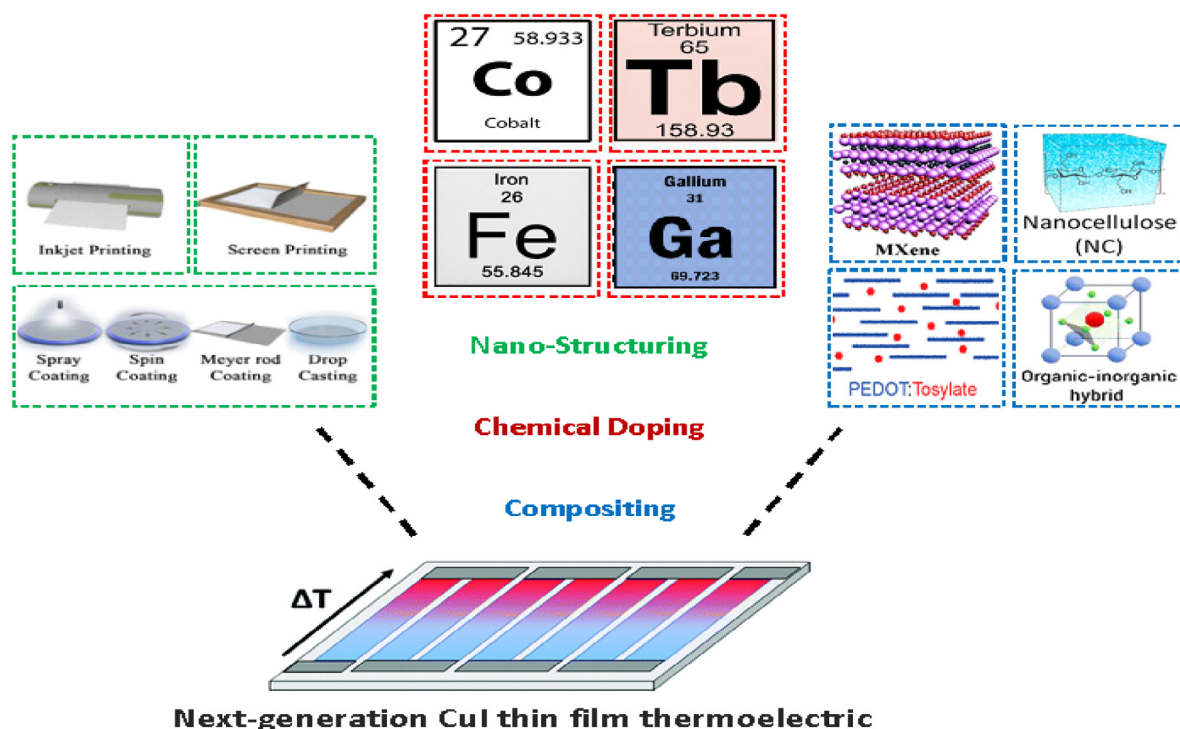 27 58.933
Co
Cobalt
Terbium
65
Tb
158.93
Iron
26
Fe
55.845
Gallium
31
Ga
69.723
Inkjet Printing
Screen Printing
Spray
Coating
Spin
Coating
Meyer rod
Coating
Drop
Casting
MXene
Nanocellulose
(NC)
PEDOT:Tosylate
Organic-inorganic
hybrid
Nano-Structuring
Chemical Doping
Compositing
ΔT
Next-generation CuI thin film thermoelectric